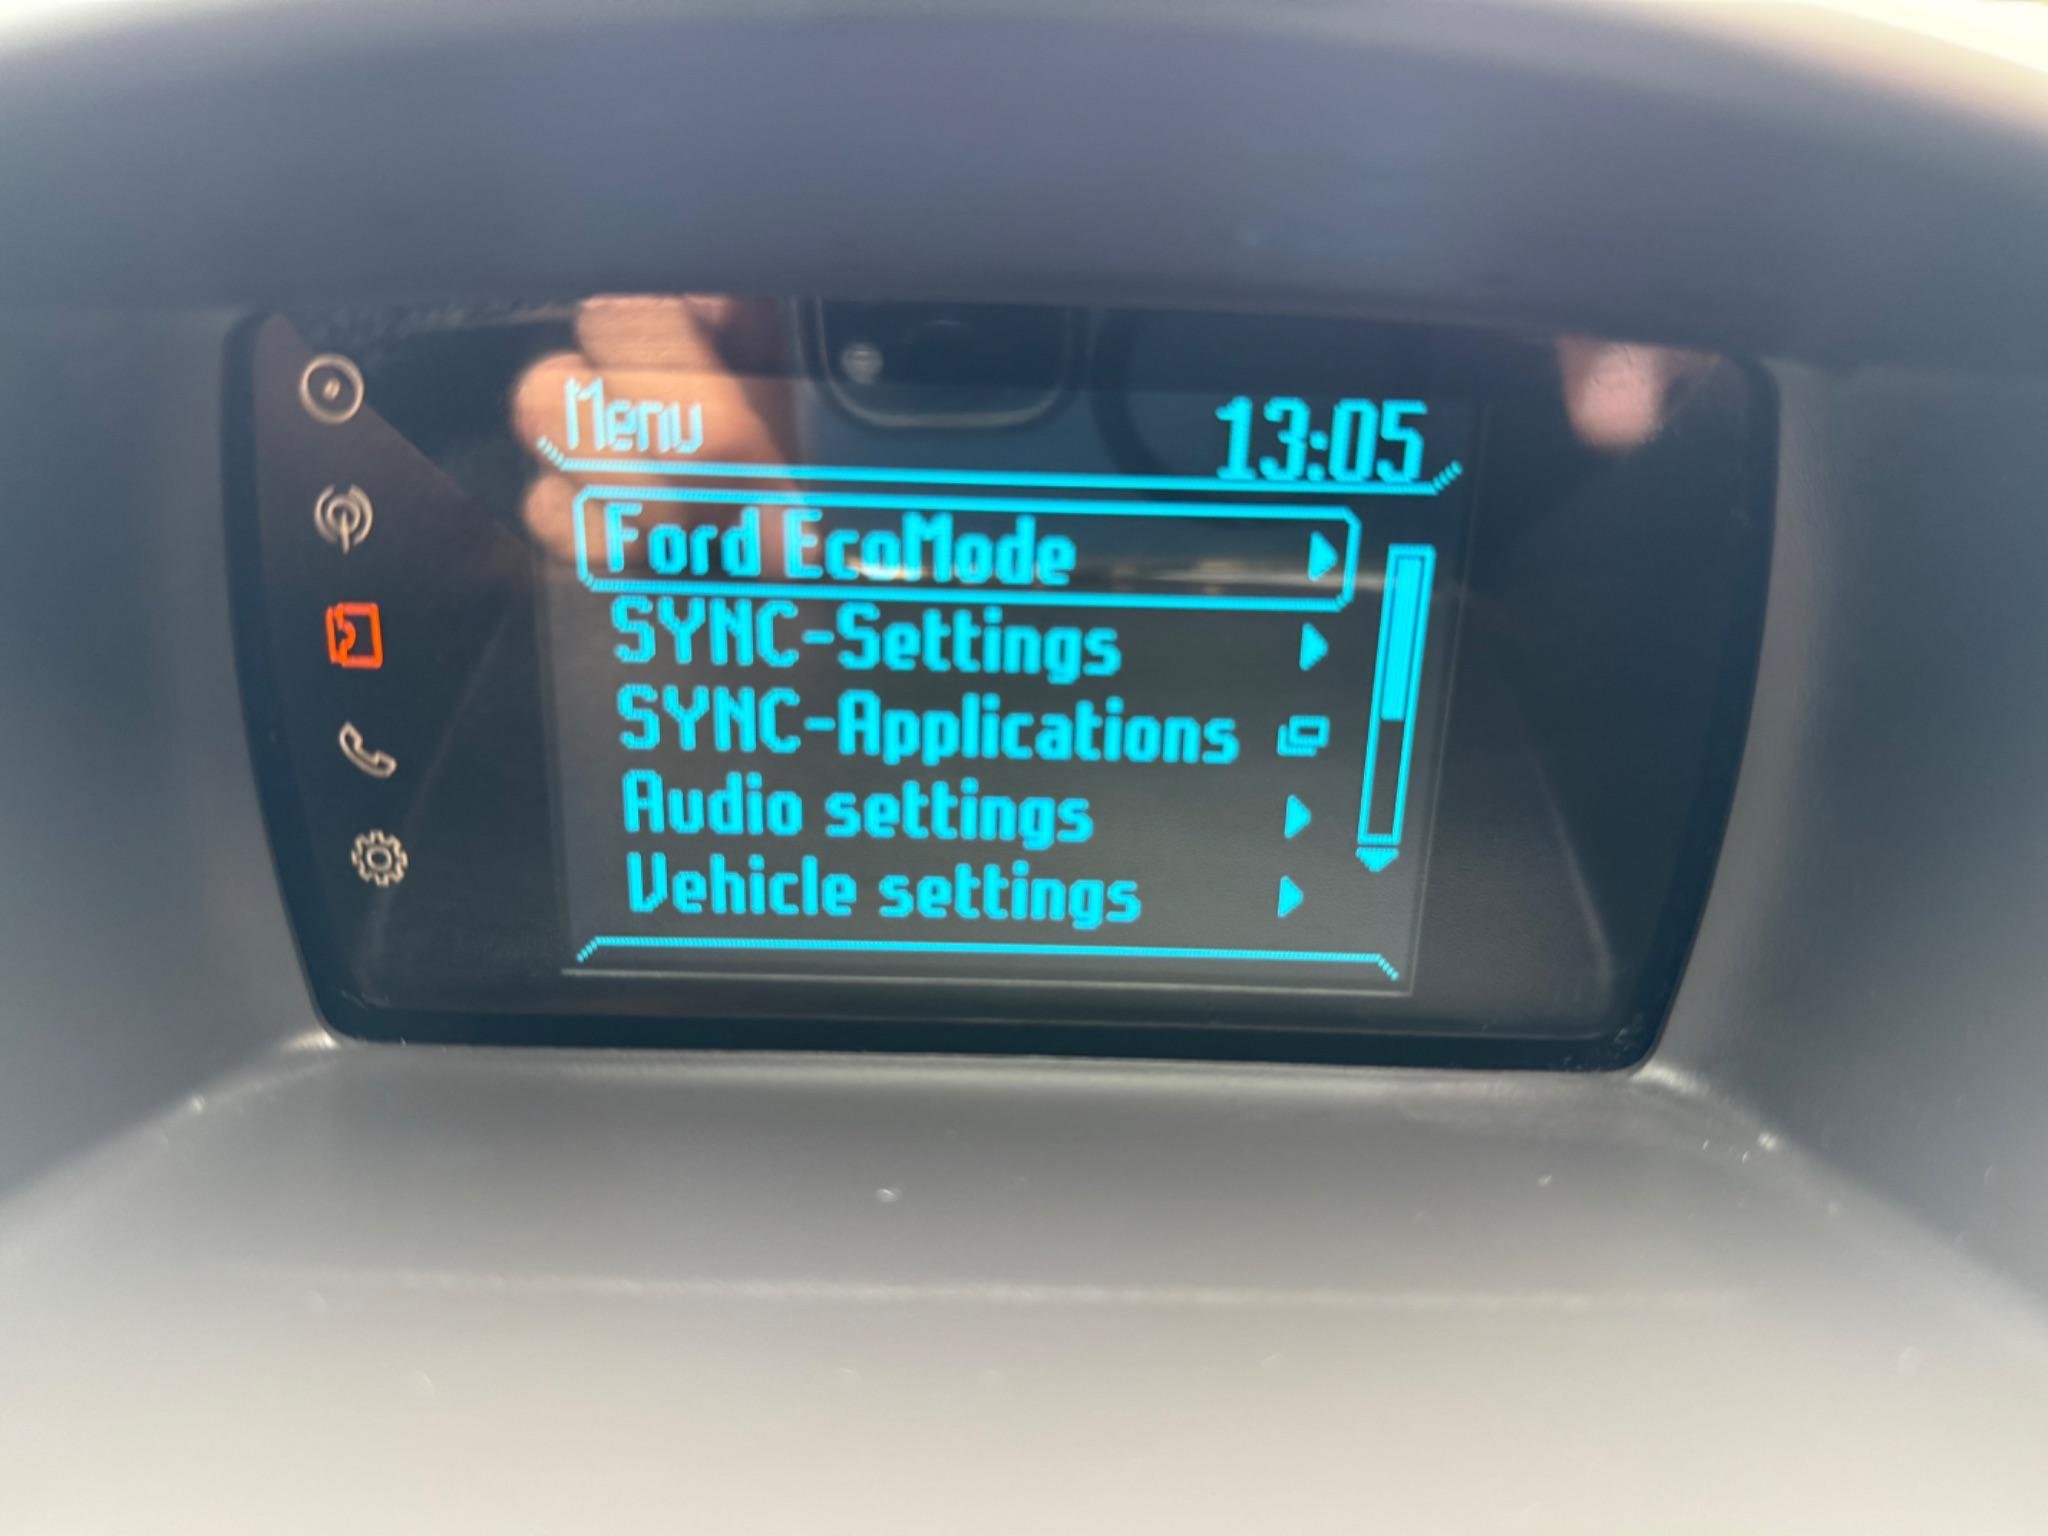 Menu 13:05
Ford EcoMode
SYNC-Settings
SYNC-Applications
Audio settings
Vehicle settings